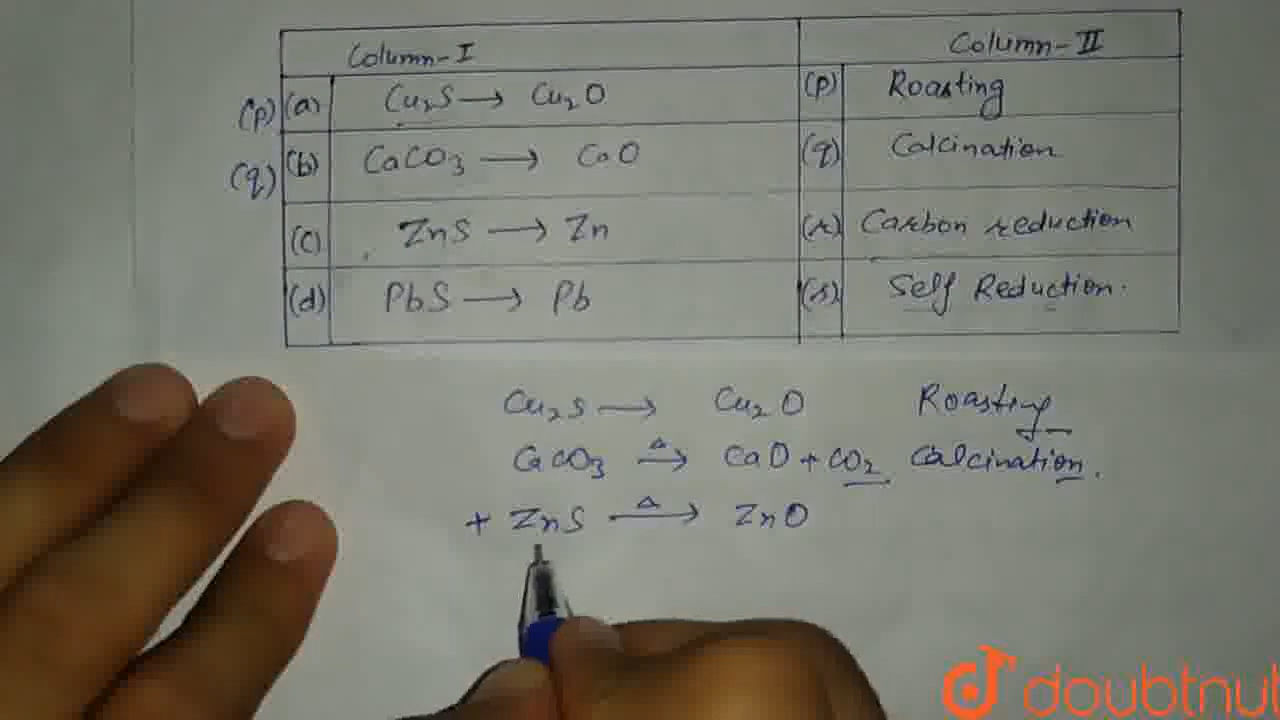 Column-I Column-II
(p) (a) Cu₂S → Cu₂O (p) Roasting
(q) (b) CaCO₃ → CaO (q) Calcination
(c) ZnS → Zn (r) Carbon reduction
(d) PbS → Pb (s) Self Reduction.
Cu₂S → Cu₂O Roasting
CaCO₃ →Δ CaO + CO₂ Calcination.
+ ZnS →Δ ZnO
doubtnut